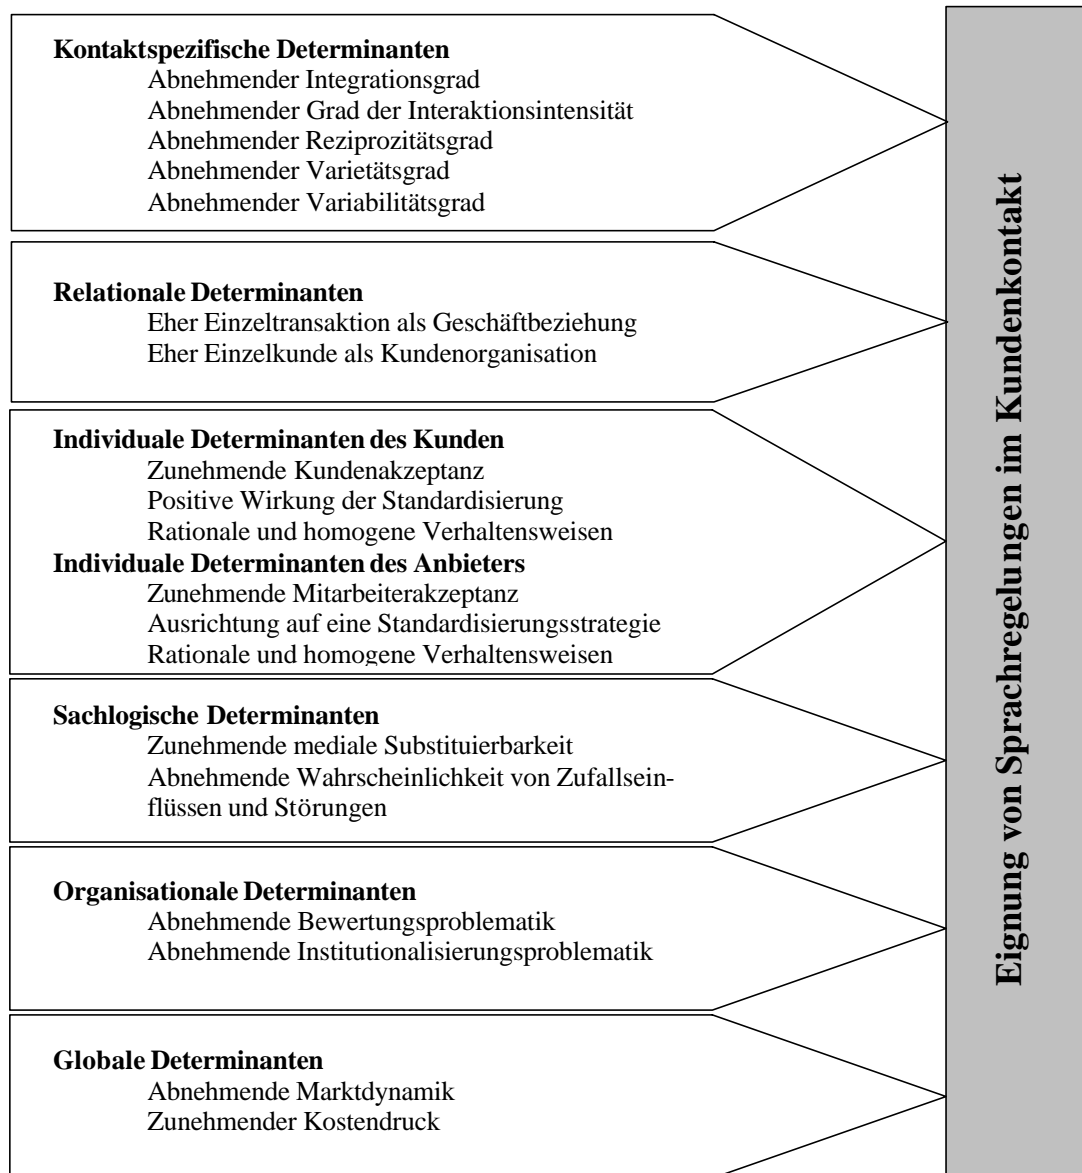 Kontaktspezifische Determinanten
Abnehmender Integrationsgrad
Abnehmender Grad der Interaktionsintensität
Abnehmender Reziprozitätsgrad
Abnehmender Varietätsgrad
Abnehmender Variabilitätsgrad
Relationale Determinanten
Eher Einzeltransaktion als Geschäftbeziehung
Eher Einzelkunde als Kundenorganisation
Individuale Determinanten des Kunden
Zunehmende Kundenakzeptanz
Positive Wirkung der Standardisierung
Rationale und homogene Verhaltensweisen
Individuale Determinanten des Anbieters
Zunehmende Mitarbeiterakzeptanz
Ausrichtung auf eine Standardisierungsstrategie
Rationale und homogene Verhaltensweisen
Sachlogische Determinanten
Zunehmende mediale Substituierbarkeit
Abnehmende Wahrscheinlichkeit von Zufallsein-
flüssen und Störungen
Organisationale Determinanten
Abnehmende Bewertungsproblematik
Abnehmende Institutionalisierungsproblematik
Globale Determinanten
Abnehmende Marktdynamik
Zunehmender Kostendruck
Eignung von Sprachregelungen im Kundenkontakt